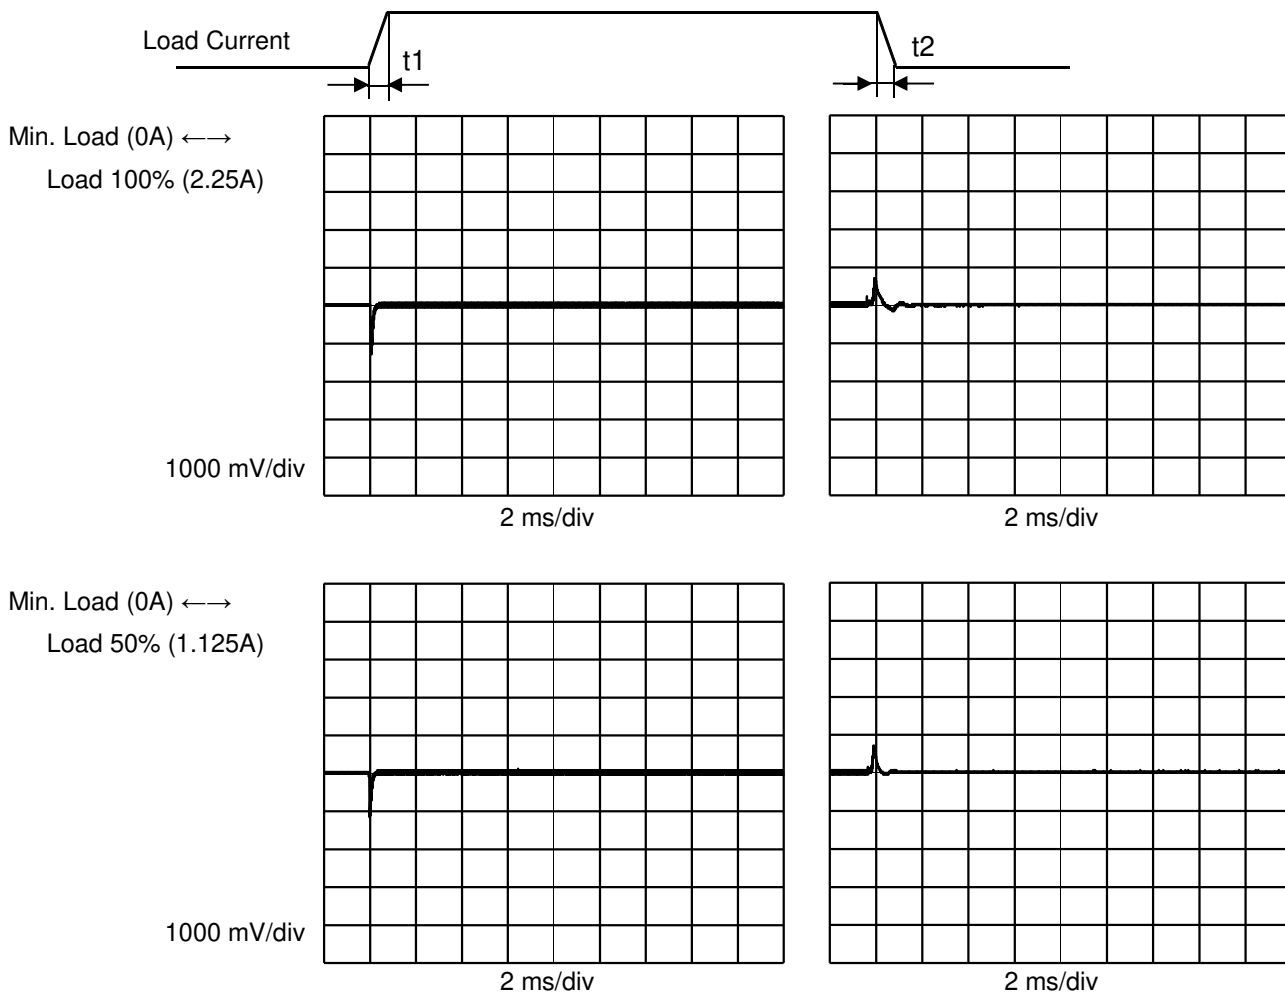 Load Current
t1
t2
Min. Load (0A) ←→
Load 100% (2.25A)
1000 mV/div
2 ms/div
2 ms/div
Min. Load (0A) ←→
Load 50% (1.125A)
1000 mV/div
2 ms/div
2 ms/div